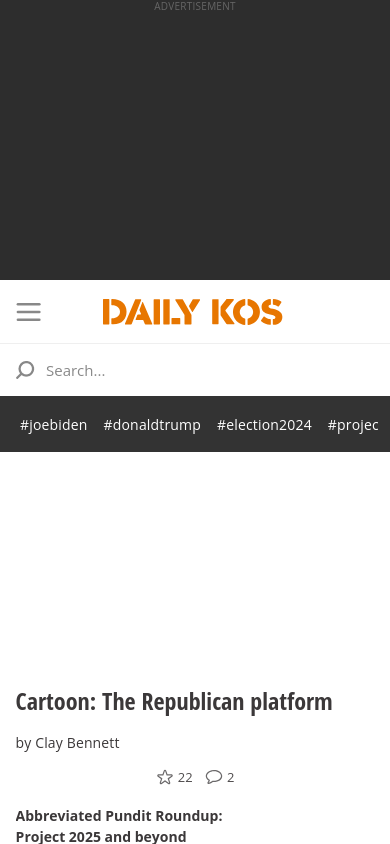 ADVERTISEMENT
DAILY KOS
Search...
#joebiden #donaldtrump #election2024 #projec
Cartoon: The Republican platform
by Clay Bennett
22 2
Abbreviated Pundit Roundup:
Project 2025 and beyond